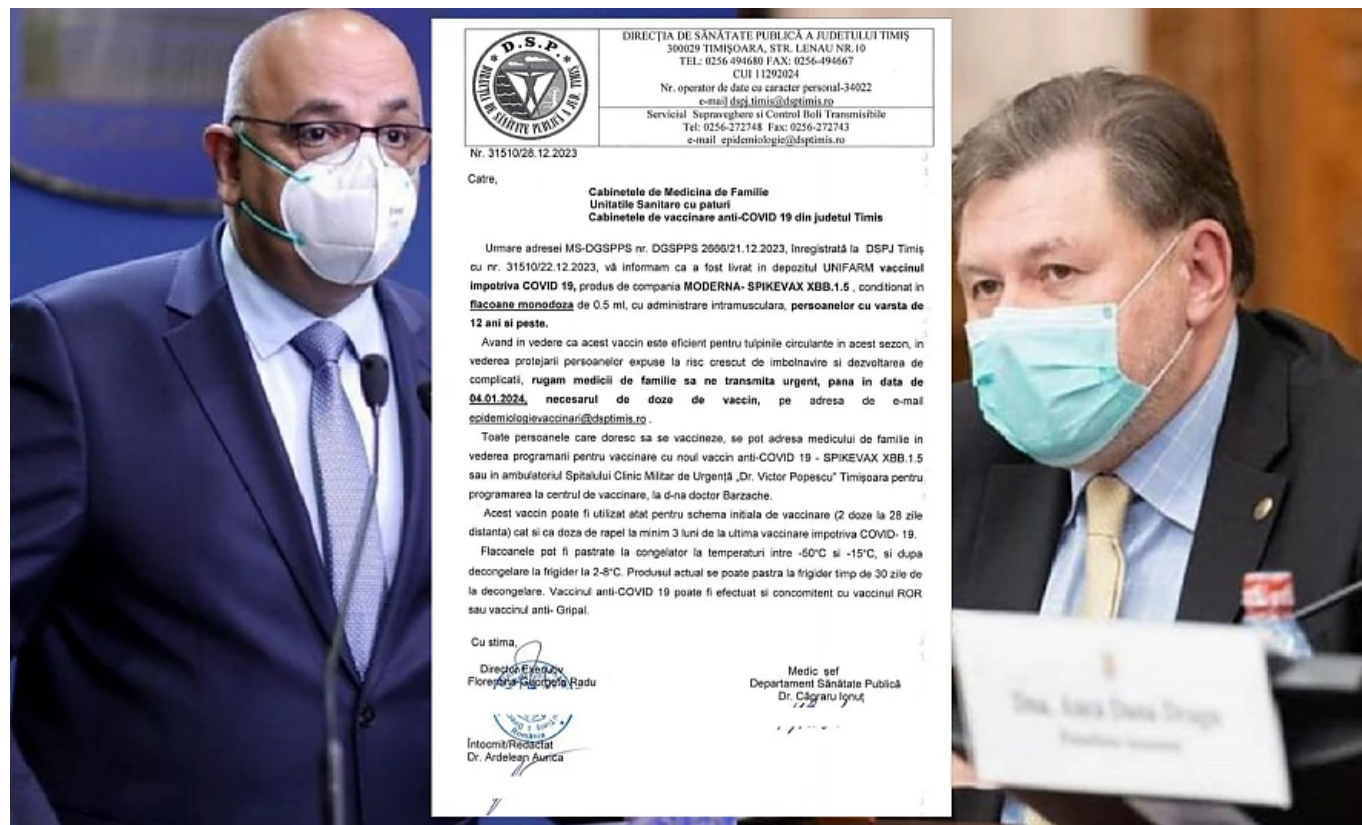 D.S.P.
DIRECTIA DE SĂNĂTATE PUBLICĂ A JUD. TIMIȘ
DIRECȚIA DE SĂNĂTATE PUBLICĂ A JUDETULUI TIMIȘ
300029 TIMIȘOARA, STR. LENAU NR.10
TEL: 0256 494680 FAX: 0256-494667
CUI 11292024
Nr. operator de date cu caracter personal-34022
e-mail dspj.timis@dsptimis.ro
Serviciul Supraveghere si Control Boli Transmisibile
Tel: 0256-272748 Fax: 0256-272743
e-mail epidemiologie@dsptimis.ro
Nr. 31510/28.12.2023
Catre,
Cabinetele de Medicina de Familie
Unitatile Sanitare cu paturi
Cabinetele de vaccinare anti-COVID 19 din judetul Timis
Urmare adresei MS-DGSPPS nr. DGSPPS 2666/21.12.2023, înregistrată la DSPJ Timiș
cu nr. 31510/22.12.2023, vă informam ca a fost livrat in depozitul UNIFARM vaccinul
impotriva COVID 19, produs de compania MODERNA- SPIKEVAX XBB.1.5 , conditionat in
flacoane monodoza de 0.5 ml, cu administrare intramusculara, persoanelor cu varsta de
12 ani si peste.
Avand in vedere ca acest vaccin este eficient pentru tulpinile circulante in acest sezon, in
vederea protejarii persoanelor expuse la risc crescut de imbolnavire si dezvoltarea de
complicatii, rugam medicii de familie sa ne transmita urgent, pana in data de
04.01.2024, necesarul de doze de vaccin, pe adresa de e-mail
epidemiologievaccinari@dsptimis.ro .
Toate persoanele care doresc sa se vaccineze, se pot adresa medicului de familie in
vederea programarii pentru vaccinare cu noul vaccin anti-COVID 19 - SPIKEVAX XBB.1.5
sau in ambulatoriul Spitalului Clinic Militar de Urgență „Dr. Victor Popescu" Timișoara pentru
programarea la centrul de vaccinare, la d-na doctor Barzache.
Acest vaccin poate fi utilizat atat pentru schema initiala de vaccinare (2 doze la 28 zile
distanta) cat si ca doza de rapel la minim 3 luni de la ultima vaccinare impotriva COVID- 19.
Flacoanele pot fi pastrate la congelator la temperaturi intre -50°C si -15°C, si dupa
decongelare la frigider la 2-8°C. Produsul actual se poate pastra la frigider timp de 30 zile de
la decongelare. Vaccinul anti-COVID 19 poate fi efectuat si concomitent cu vaccinul ROR
sau vaccinul anti- Gripal.
Cu stima,
Director Executiv
Florentina-Georgeta Radu
Medic șef
Departament Sănătate Publică
Dr. Căgraru Ionuț
România
Întocmit/Redactat
Dr. Ardelean Aurica
Dna.